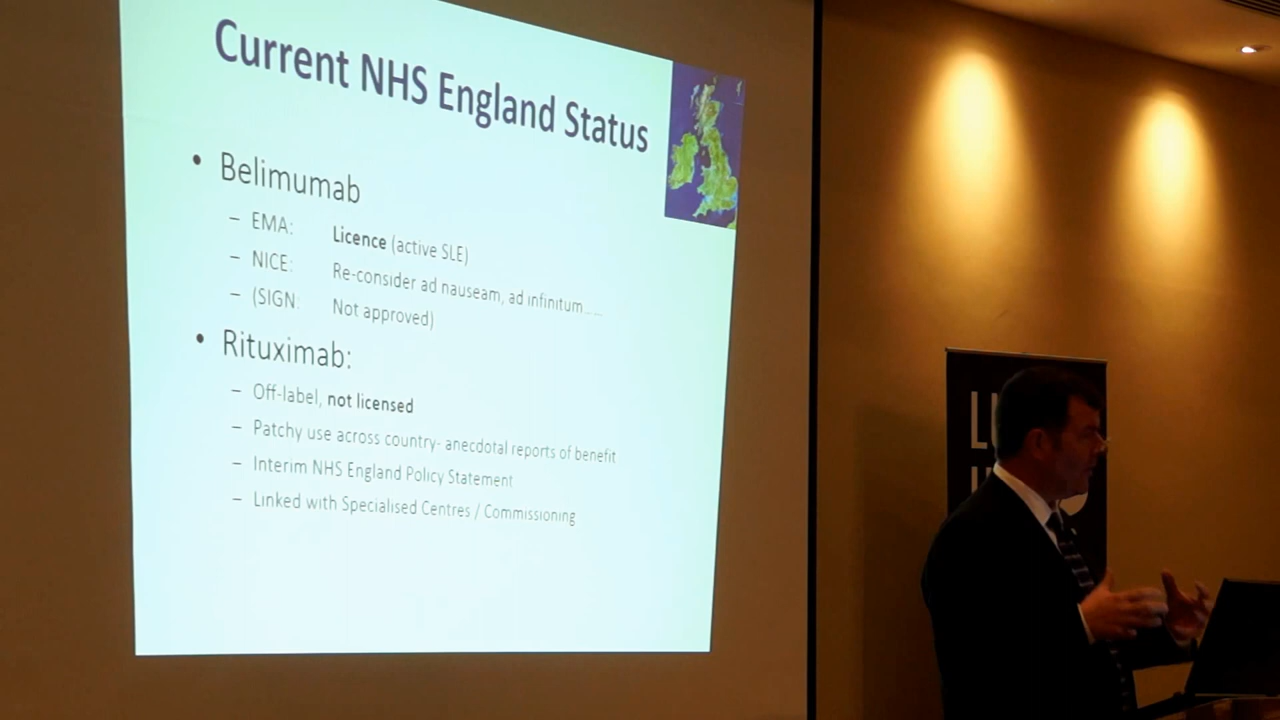 Current NHS England Status
• Belimumab
– EMA: Licence (active SLE)
– NICE: Re-consider ad nauseam, ad infinitum.....
– (SIGN: Not approved)
• Rituximab:
– Off-label, not licensed
– Patchy use across country- anecdotal reports of benefit
– Interim NHS England Policy Statement
– Linked with Specialised Centres / Commissioning